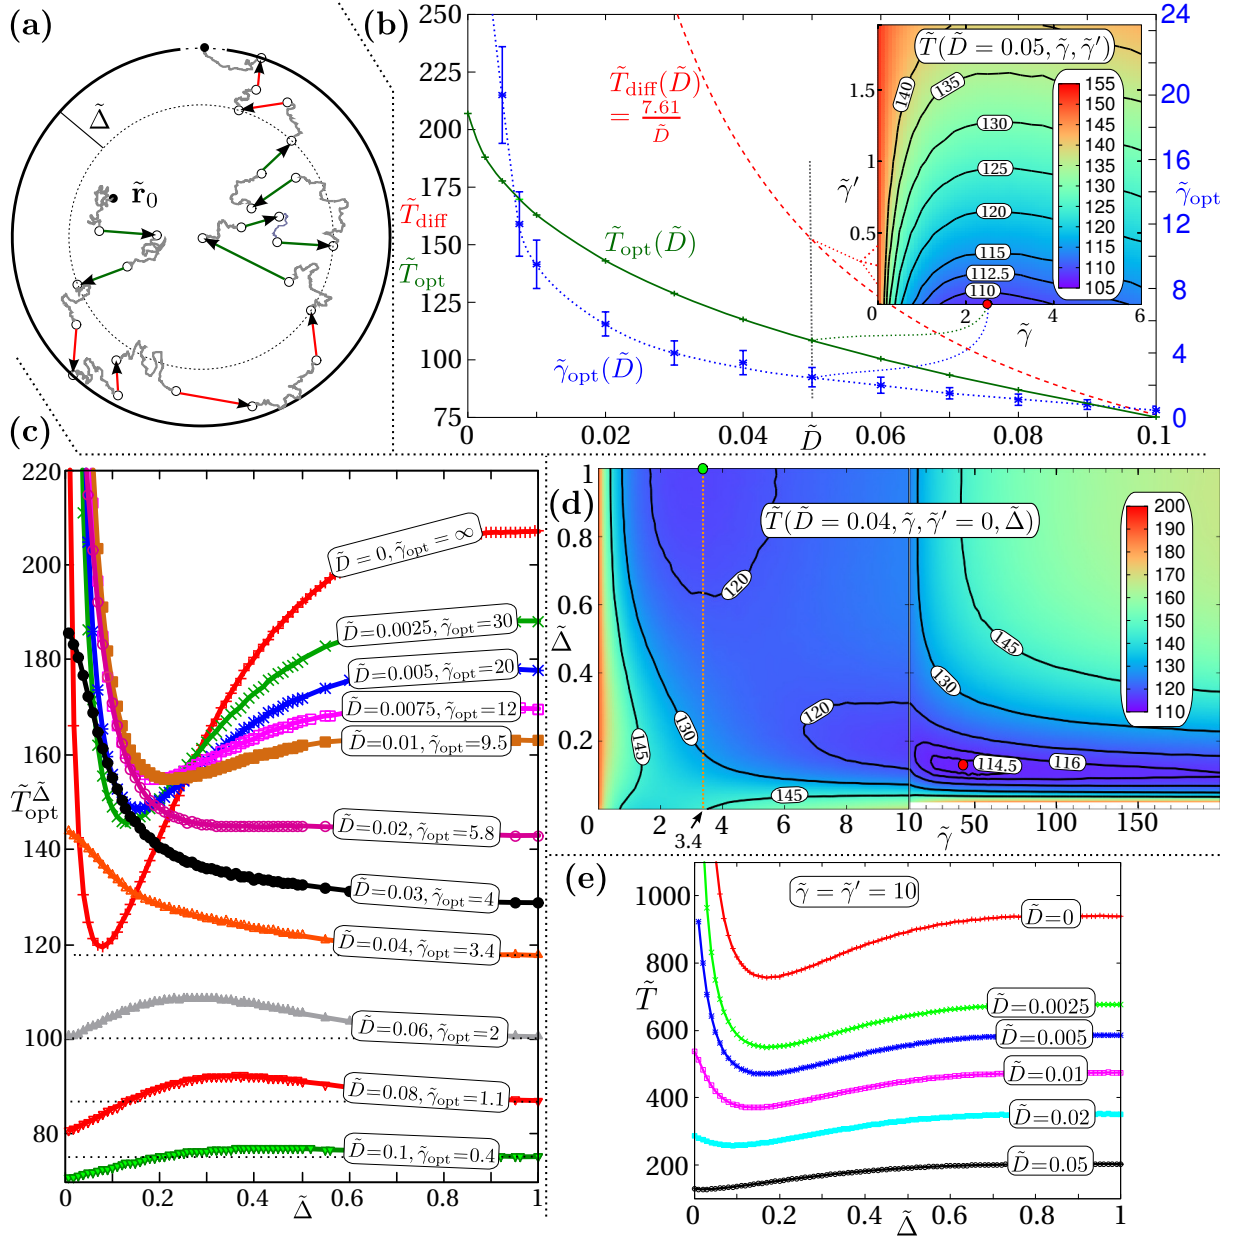 (a)
Δ̃
r̃₀
(b)
250
225
200
175
150
125
100
75
T̃diff
T̃opt
T̃diff(D̃)
= 7.61/D̃
T̃opt(D̃)
γ̃opt(D̃)
0 0.02 0.04 D̃ 0.06 0.08 0.1
24
20
16
12
8
4
0
γ̃opt
T̃(D̃ = 0.05, γ̃, γ̃′)
1.5
1
0.5
0
γ̃′
2 4 6
γ̃
140
135
130
125
120
115
112.5
110
155
150
145
140
135
130
125
120
115
110
105
(c)
220
200
180
160
140
120
100
80
T̃optΔ̃
D̃ = 0, γ̃opt = ∞
D̃=0.0025, γ̃opt=30
D̃=0.005, γ̃opt=20
D̃=0.0075, γ̃opt=12
D̃=0.01, γ̃opt=9.5
D̃=0.02, γ̃opt=5.8
D̃=0.03, γ̃opt=4
D̃=0.04, γ̃opt=3.4
D̃=0.06, γ̃opt=2
D̃=0.08, γ̃opt=1.1
D̃=0.1, γ̃opt=0.4
0 0.2 0.4 0.6 0.8 1
Δ̃
(d)
T̃(D̃ = 0.04, γ̃, γ̃′ = 0, Δ̃)
1
0.8
0.6
0.4
0.2
0
Δ̃
120
145
130
120
145
145
130
116
114.5
200
190
180
170
160
150
140
130
120
110
2 3.4 4 6 8 10 γ̃ 50 100 150
(e)
γ̃ = γ̃′ = 10
1000
800
600
400
200
T̃
D̃=0
D̃=0.0025
D̃=0.005
D̃=0.01
D̃=0.02
D̃=0.05
0 0.2 0.4 Δ̃ 0.6 0.8 1